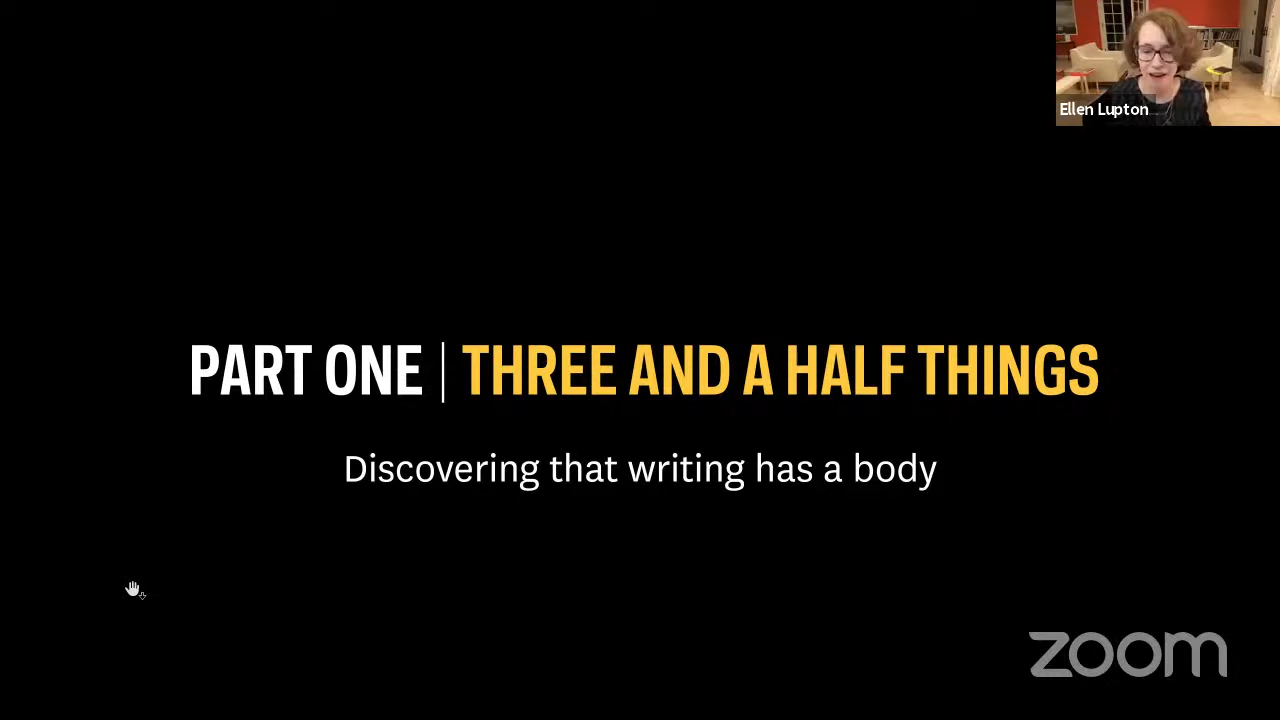 Ellen Lupton
PART ONE | THREE AND A HALF THINGS
Discovering that writing has a body
zoom